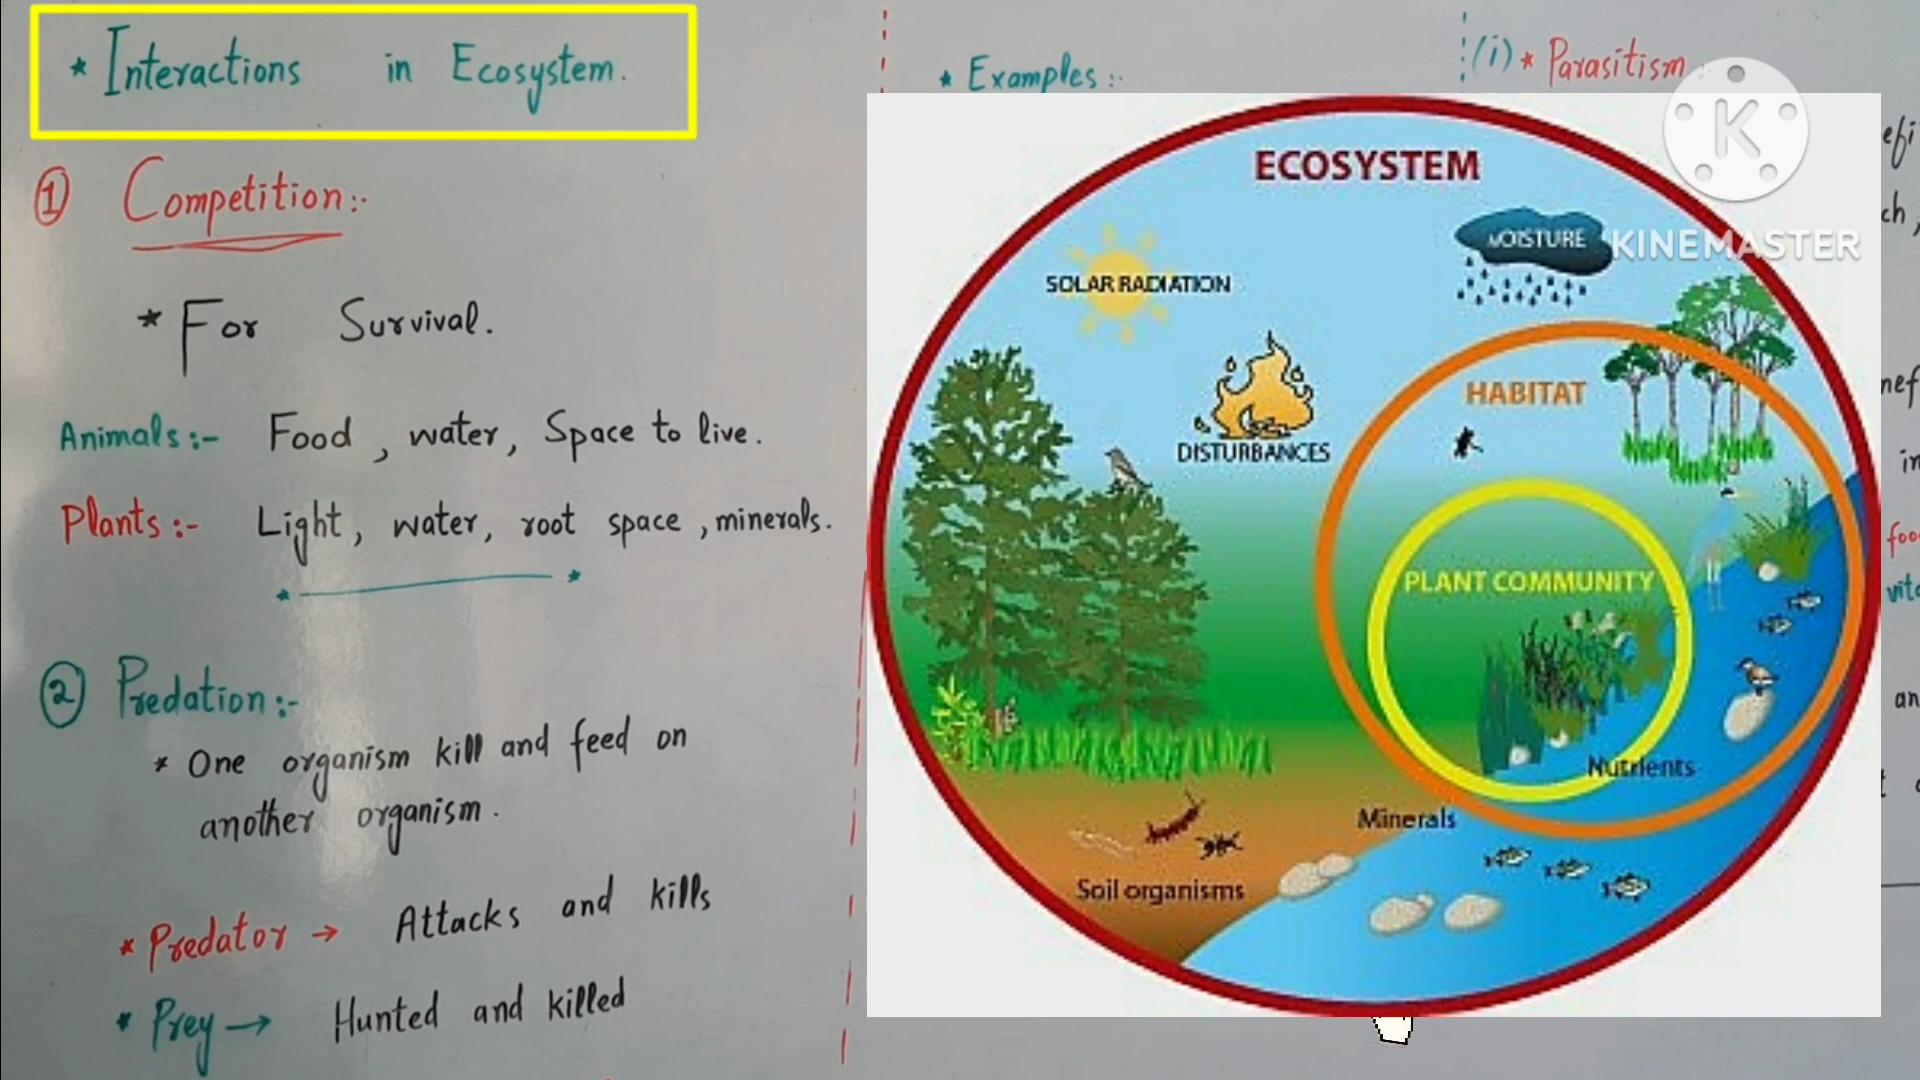 * Interactions in Ecosystem.
① Competition:-
* For Survival.
Animals:- Food, water, Space to live.
Plants:- Light, water, root space, minerals.
② Predation:-
* One organism kill and feed on
another organism.
* Predator → Attacks and kills
* Prey → Hunted and killed
* Examples:-
(i) * Parasitism
K
KINEMASTER
ECOSYSTEM
MOISTURE
SOLAR RADIATION
HABITAT
DISTURBANCES
PLANT COMMUNITY
Nutrients
Minerals
Soil organisms